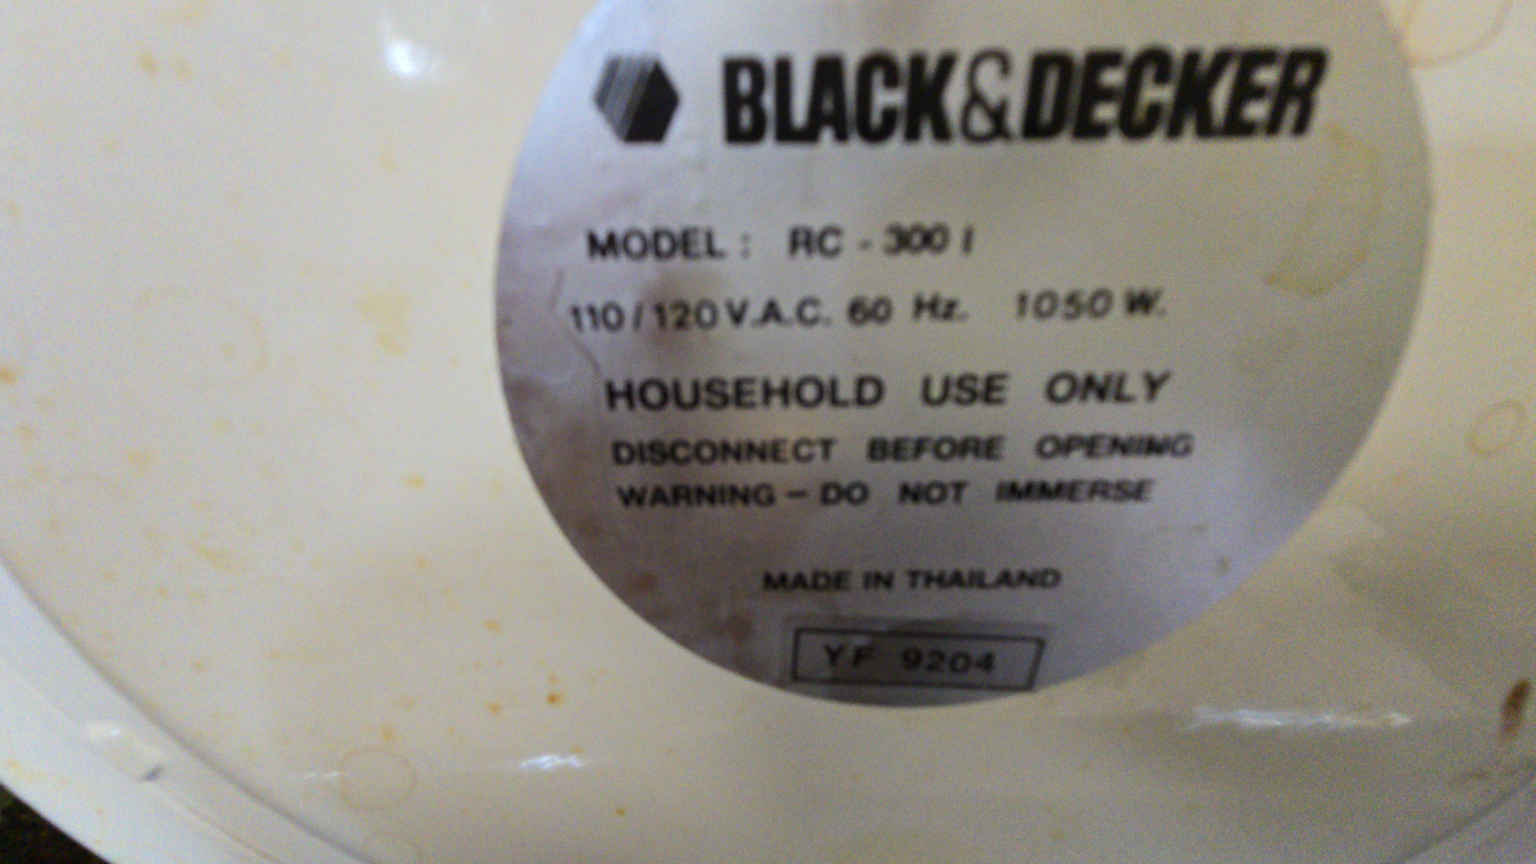 BLACK&DECKER
MODEL : RC - 300 I
110 / 120 V.A.C. 60 Hz. 1050 W.
HOUSEHOLD USE ONLY
DISCONNECT BEFORE OPENING
WARNING – DO NOT IMMERSE
MADE IN THAILAND
YF 9204